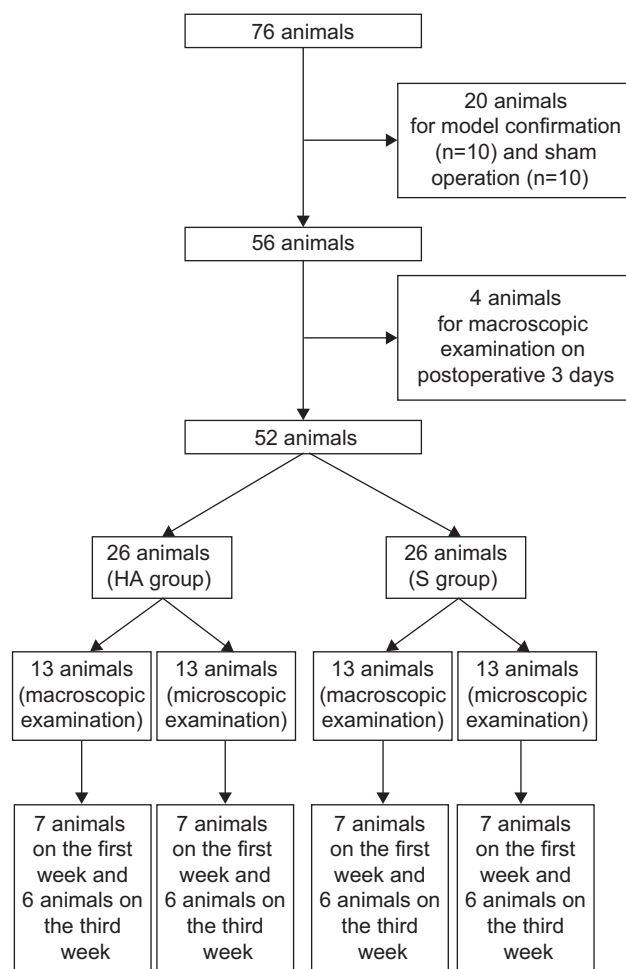 76 animals
20 animals
for model confirmation
(n=10) and sham
operation (n=10)
56 animals
4 animals
for macroscopic
examination on
postoperative 3 days
52 animals
26 animals
(HA group)
26 animals
(S group)
13 animals
(macroscopic
examination)
13 animals
(microscopic
examination)
13 animals
(macroscopic
examination)
13 animals
(microscopic
examination)
7 animals
on the first
week and
6 animals on
the third
week
7 animals
on the first
week and
6 animals on
the third
week
7 animals
on the first
week and
6 animals on
the third
week
7 animals
on the first
week and
6 animals on
the third
week